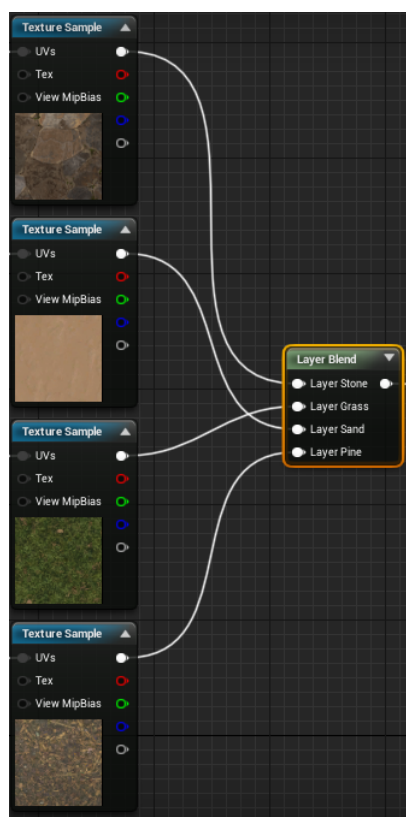 Texture Sample
UVs
Tex
View MipBias
Texture Sample
UVs
Tex
View MipBias
Layer Blend
Layer Stone
Layer Grass
Layer Sand
Layer Pine
Texture Sample
UVs
Tex
View MipBias
Texture Sample
UVs
Tex
View MipBias